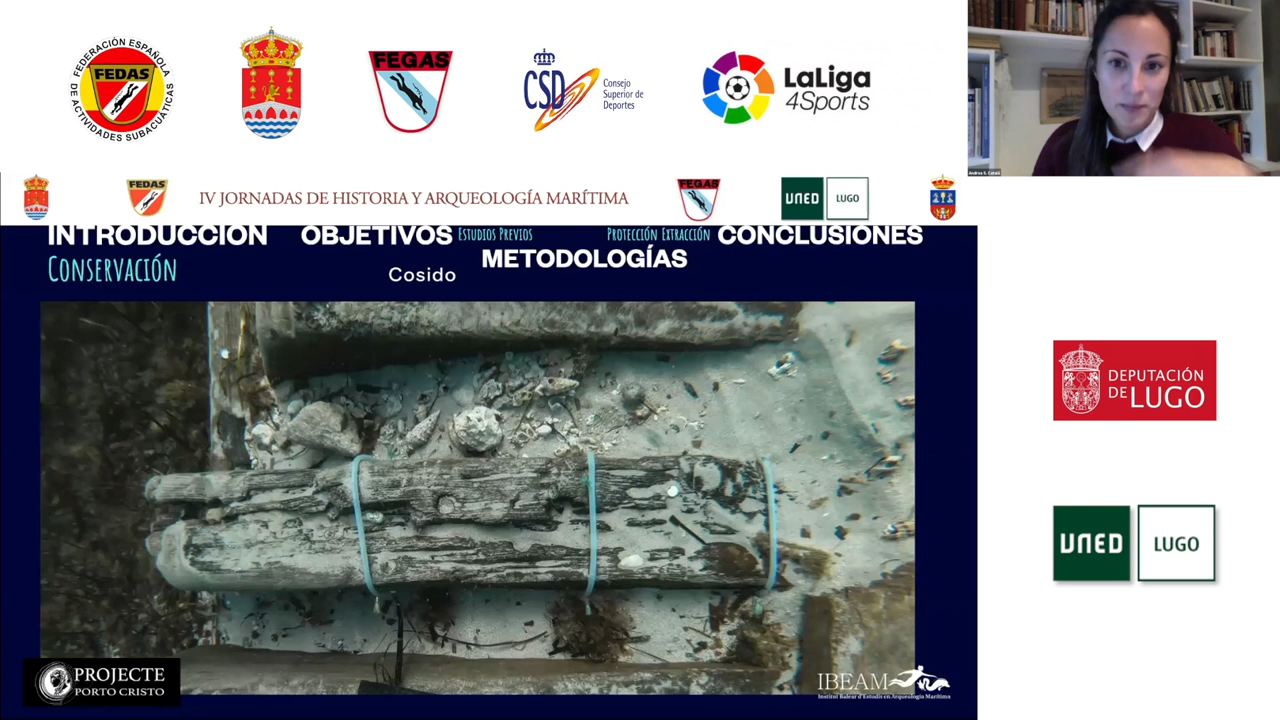 FEDERACIÓN ESPAÑOLA
DE ACTIVIDADES SUBACUÁTICAS
FEDAS
FEGAS
CSD
Consejo
Superior de
Deportes
LaLiga
4Sports
Andrea S. Calaiò
FEDAS
IV JORNADAS DE HISTORIA Y ARQUEOLOGÍA MARÍTIMA
FEGAS
UNED LUGO
INTRODUCCIÓN OBJETIVOS Estudios Previos Protección Extracción CONCLUSIONES
Conservación
METODOLOGÍAS
Cosido
DEPUTACIÓN
DE LUGO
UNED LUGO
PROJECTE
PORTO CRISTO
IBEAM
Institut Balear d'Estudis en Arqueologia Marítima